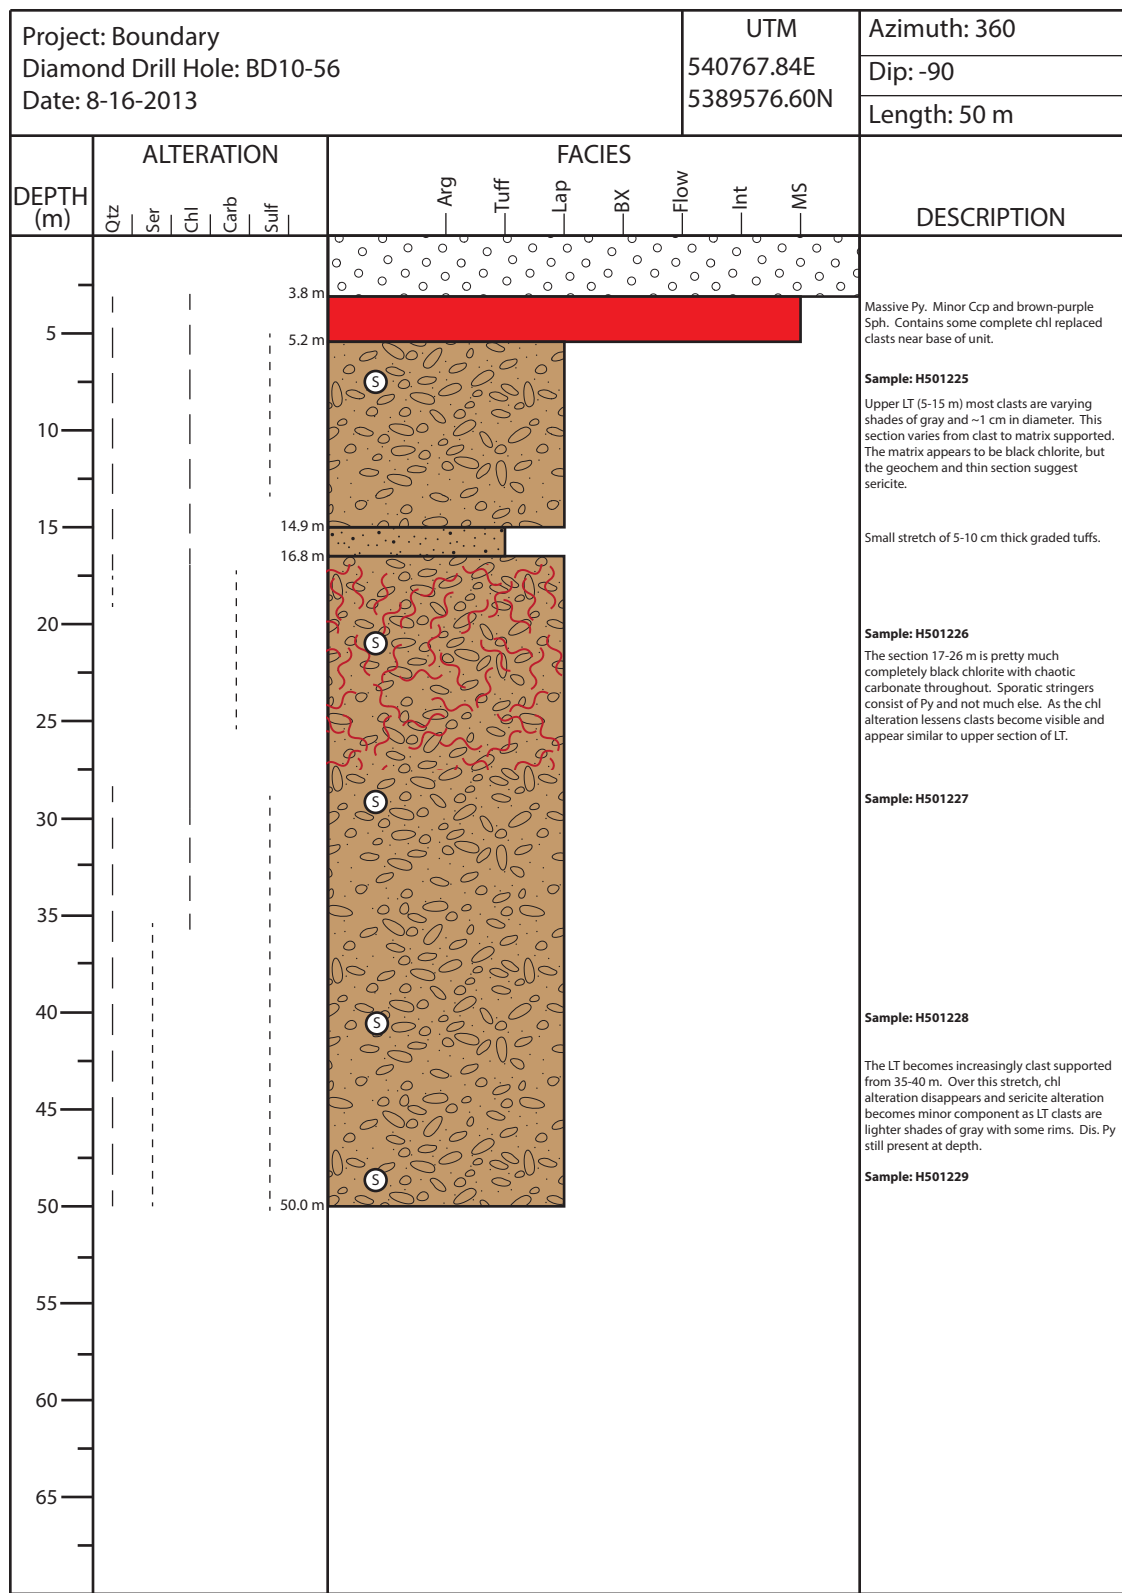 Project: Boundary
Diamond Drill Hole: BD10-56
Date: 8-16-2013
UTM
540767.84E
5389576.60N
Azimuth: 360
Dip: -90
Length: 50 m
DEPTH
(m)
ALTERATION
Qtz
Ser
Chl
Carb
Sulf
FACIES
Arg
Tuff
Lap
BX
Flow
Int
MS
DESCRIPTION
3.8 m
Massive Py. Minor Ccp and brown-purple
Sph. Contains some complete chl replaced
clasts near base of unit.
5
5.2 m
S
Sample: H501225
Upper LT (5-15 m) most clasts are varying
shades of gray and ~1 cm in diameter. This
section varies from clast to matrix supported.
The matrix appears to be black chlorite, but
the geochem and thin section suggest
sericite.
10
15
14.9 m
Small stretch of 5-10 cm thick graded tuffs.
16.8 m
20
S
Sample: H501226
The section 17-26 m is pretty much
completely black chlorite with chaotic
carbonate throughout. Sporatic stringers
consist of Py and not much else. As the chl
alteration lessens clasts become visible and
appear similar to upper section of LT.
25
S
Sample: H501227
30
35
40
S
Sample: H501228
The LT becomes increasingly clast supported
from 35-40 m. Over this stretch, chl
alteration disappears and sericite alteration
becomes minor component as LT clasts are
lighter shades of gray with some rims. Dis. Py
still present at depth.
45
S
Sample: H501229
50
50.0 m
55
60
65